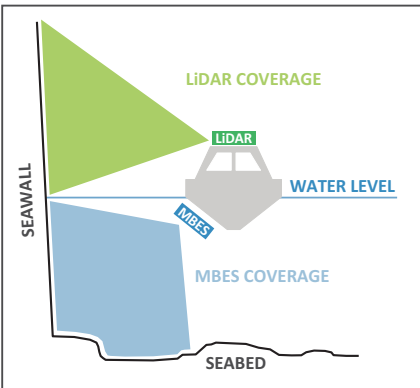 LiDAR COVERAGE
LiDAR
WATER LEVEL
SEAWALL
MBES
MBES COVERAGE
SEABED